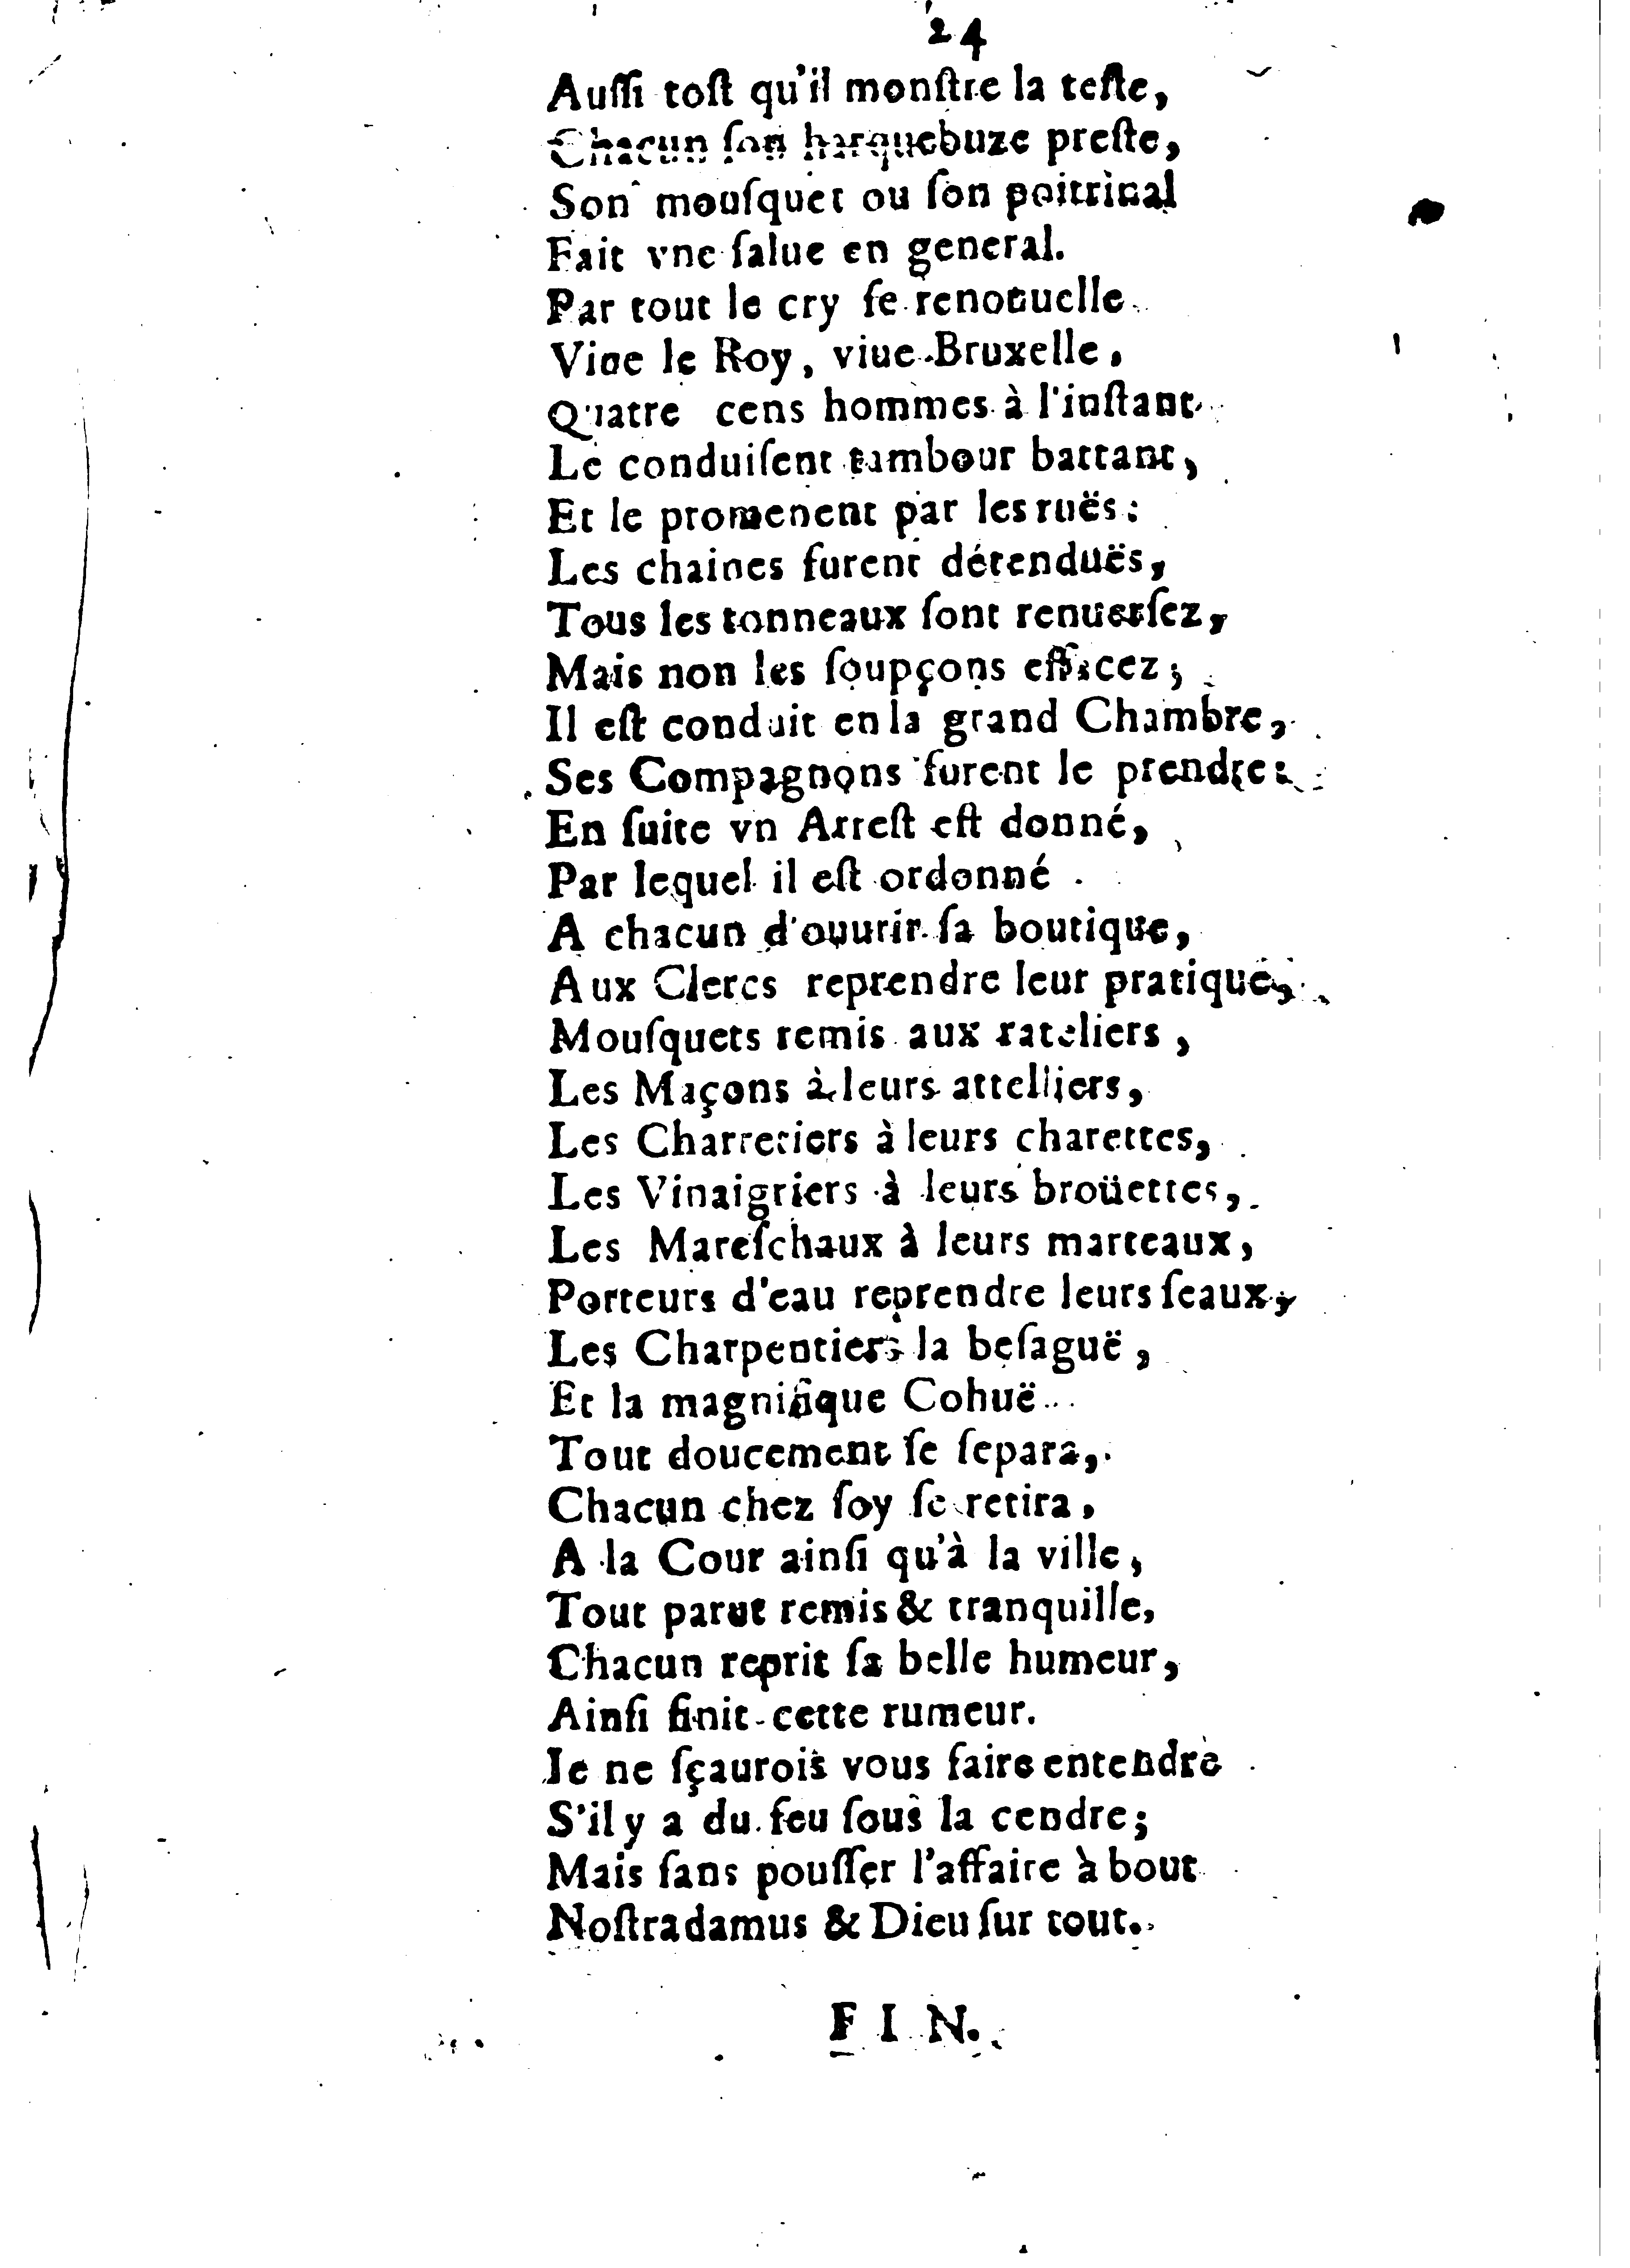 24
Auſſi toſt qu'il monſtre la teſte,
Chacun ſon harquebuze preſte,
Son mouſquet ou ſon poitrinal
Fait vne ſalue en general.
Par tout le cry ſe renouuelle
Viue le Roy, viue Bruxelle,
Quatre cens hommes à l'inſtant
Le conduiſent tambour battant,
Et le promenent par les ruës:
Les chaines furent détenduës,
Tous les tonneaux ſont renuerſez,
Mais non les ſoupçons effacez;
Il eſt conduit en la grand Chambre,
Ses Compagnons furent le prendre:
En ſuite vn Arreſt eſt donné,
Par lequel il eſt ordonné
A chacun d'ouurir ſa boutique,
Aux Clercs reprendre leur pratique,
Mouſquets remis aux rateliers,
Les Maçons à leurs attelliers,
Les Charretiers à leurs charettes,
Les Vinaigriers à leurs broüettes,
Les Mareſchaux à leurs marteaux,
Porteurs d'eau reprendre leurs ſeaux,
Les Charpentiers la beſaguë,
Et la magnifique Cohuë
Tout doucement ſe ſepara,
Chacun chez ſoy ſe retira,
A la Cour ainſi qu'à la ville,
Tout parut remis & tranquille,
Chacun reprit ſa belle humeur,
Ainſi finit cette rumeur.
Ie ne ſçaurois vous faire entendre
S'il y a du feu ſous la cendre;
Mais ſans pouſſer l'affaire à bout
Noſtradamus & Dieu ſur tout.
FIN.